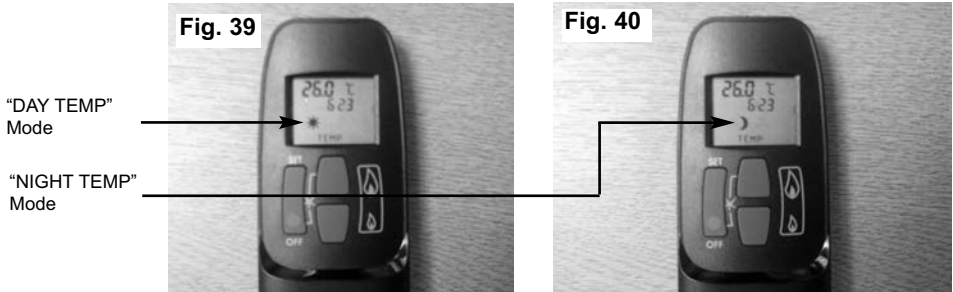 Fig. 39
Fig. 40
“DAY TEMP”
Mode
“NIGHT TEMP”
Mode
26.0 °C
6:23
TEMP
SET
OFF
26.0 °C
6:23
TEMP
SET
OFF